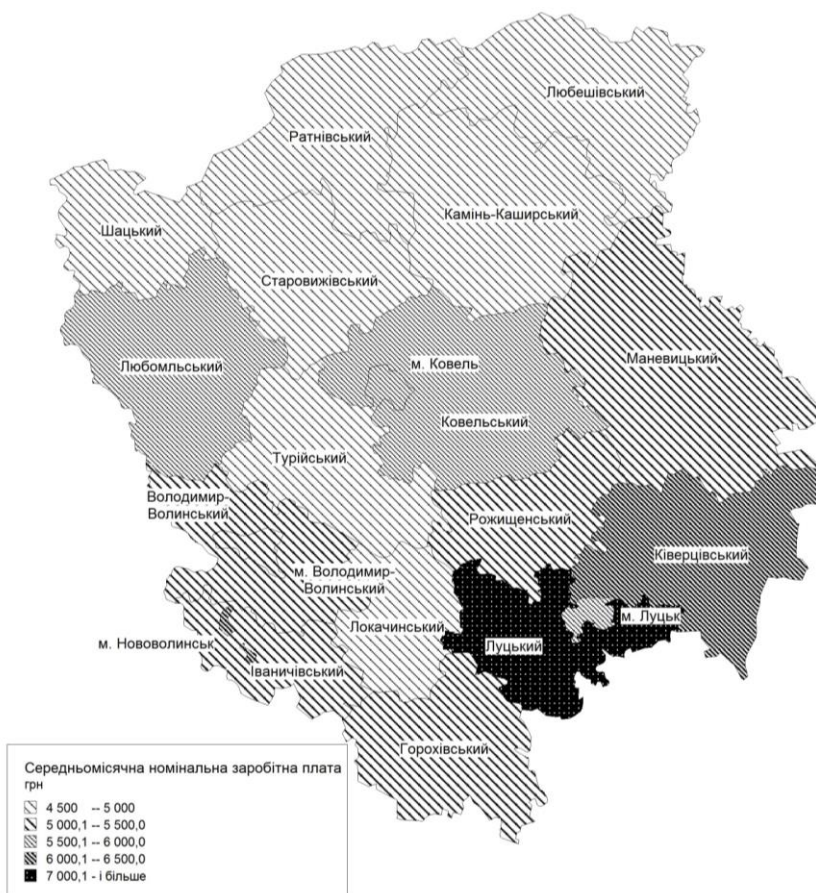 Любешівський
Ратнівський
Камінь-Каширський
Шацький
Старовижівський
Любомльський
м. Ковель
Маневицький
Ковельський
Турійський
Володимир-
Волинський
Рожищенський
Ківерцівський
м. Володимир-
Волинський
м. Луцьк
Локачинський
м. Нововолинськ
Луцький
Іваничівський
Горохівський
Середньомісячна номінальна заробітна плата
грн
4 500 -- 5 000
5 000,1 -- 5 500,0
5 500,1 -- 6 000,0
6 000,1 -- 6 500,0
7 000,1 - і більше